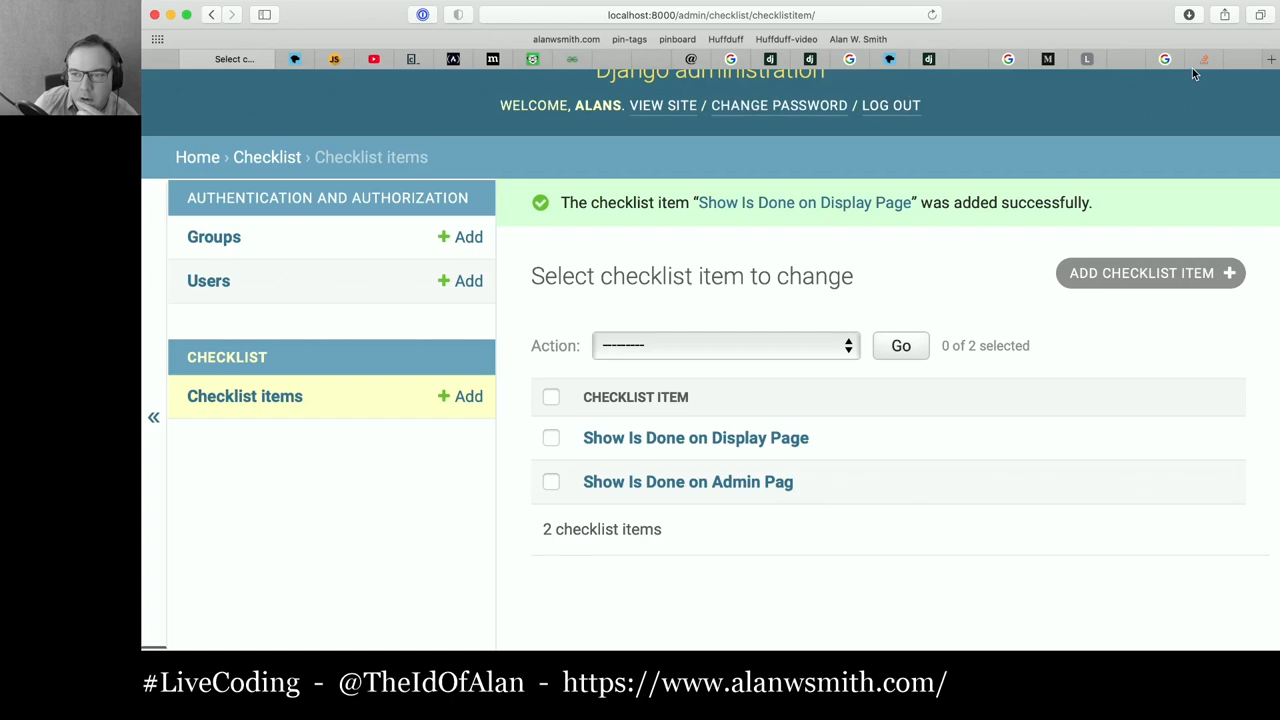 localhost:8000/admin/checklist/checklistitem/
alanwsmith.com pin-tags pinboard Huffduff Huffduff-video Alan W. Smith
Select c...
Django administration
WELCOME, ALANS. VIEW SITE / CHANGE PASSWORD / LOG OUT
Home › Checklist › Checklist items
AUTHENTICATION AND AUTHORIZATION
Groups + Add
Users + Add
CHECKLIST
Checklist items + Add
«
The checklist item “Show Is Done on Display Page” was added successfully.
Select checklist item to change
ADD CHECKLIST ITEM +
Action: --------- Go 0 of 2 selected
CHECKLIST ITEM
Show Is Done on Display Page
Show Is Done on Admin Pag
2 checklist items
#LiveCoding - @TheIdOfAlan - https://www.alanwsmith.com/